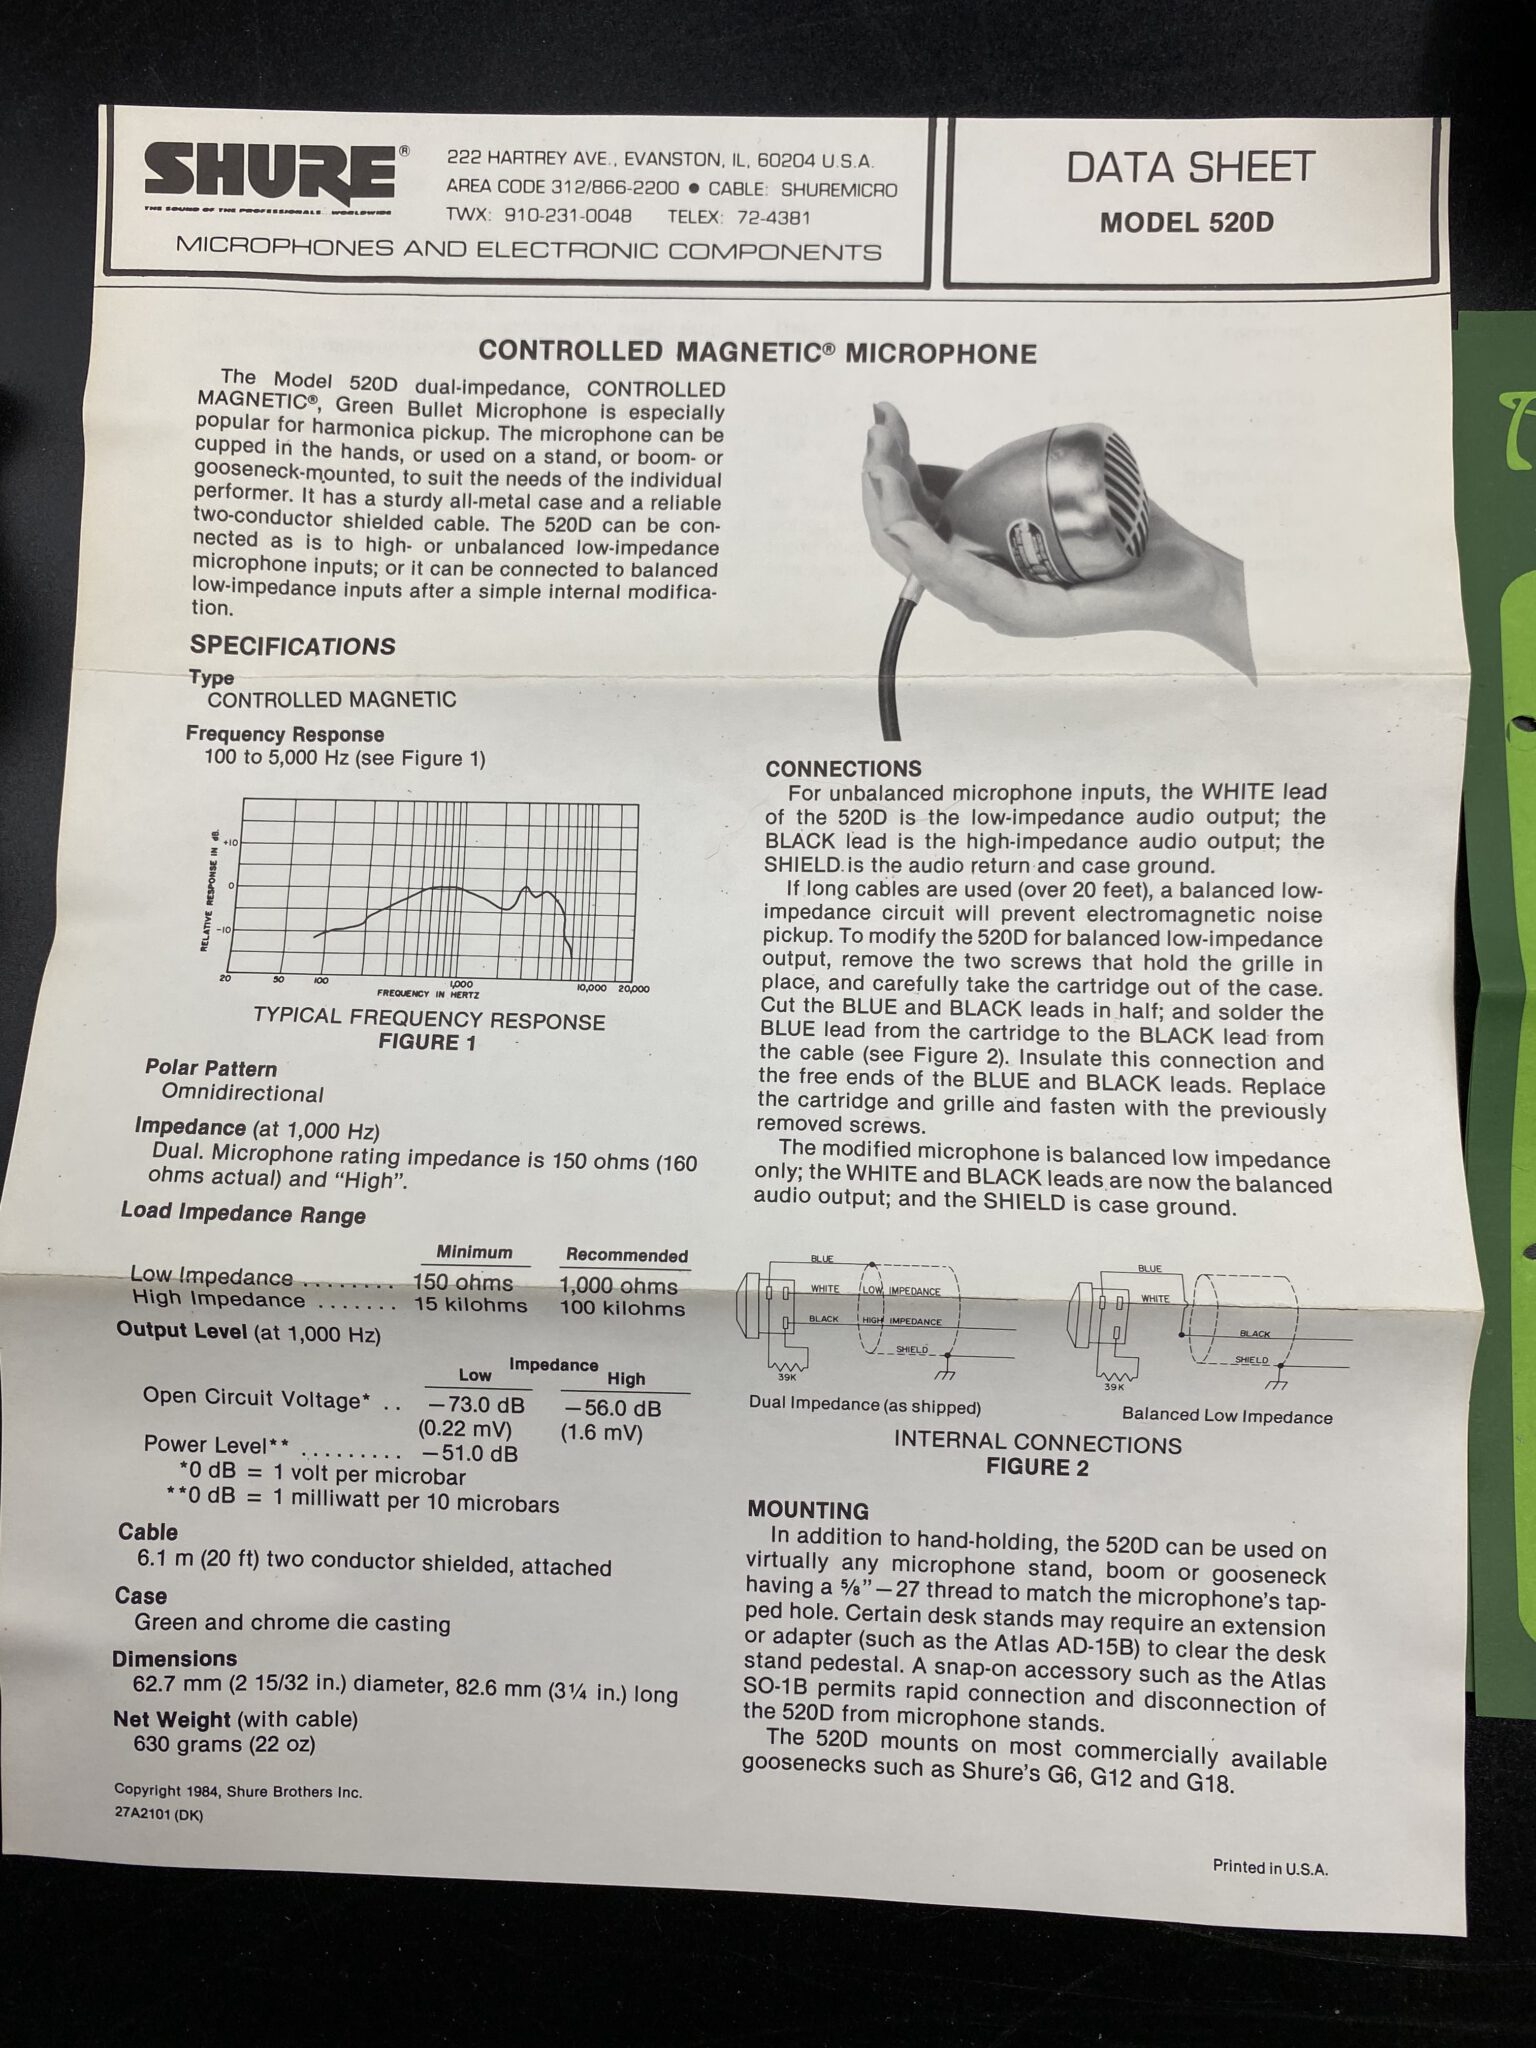 SHURE®
THE SOUND OF THE PROFESSIONALS... WORLDWIDE
222 HARTREY AVE., EVANSTON, IL, 60204 U.S.A.
AREA CODE 312/866-2200 ● CABLE: SHUREMICRO
TWX: 910-231-0048 TELEX: 72-4381
MICROPHONES AND ELECTRONIC COMPONENTS
DATA SHEET
MODEL 520D
CONTROLLED MAGNETIC® MICROPHONE
The Model 520D dual-impedance, CONTROLLED
MAGNETIC®, Green Bullet Microphone is especially
popular for harmonica pickup. The microphone can be
cupped in the hands, or used on a stand, or boom- or
gooseneck-mounted, to suit the needs of the individual
performer. It has a sturdy all-metal case and a reliable
two-conductor shielded cable. The 520D can be con-
nected as is to high- or unbalanced low-impedance
microphone inputs; or it can be connected to balanced
low-impedance inputs after a simple internal modifica-
tion.
SPECIFICATIONS
Type
CONTROLLED MAGNETIC
Frequency Response
100 to 5,000 Hz (see Figure 1)
RELATIVE RESPONSE IN dB.
+10
0
-10
20 50 100 1,000 10,000 20,000
FREQUENCY IN HERTZ
TYPICAL FREQUENCY RESPONSE
FIGURE 1
Polar Pattern
Omnidirectional
Impedance (at 1,000 Hz)
Dual. Microphone rating impedance is 150 ohms (160
ohms actual) and “High”.
Load Impedance Range
Minimum Recommended
Low Impedance ........ 150 ohms 1,000 ohms
High Impedance ....... 15 kilohms 100 kilohms
Output Level (at 1,000 Hz)
Impedance
Low High
Open Circuit Voltage* .. −73.0 dB −56.0 dB
(0.22 mV) (1.6 mV)
Power Level** ......... −51.0 dB
*0 dB = 1 volt per microbar
**0 dB = 1 milliwatt per 10 microbars
Cable
6.1 m (20 ft) two conductor shielded, attached
Case
Green and chrome die casting
Dimensions
62.7 mm (2 15/32 in.) diameter, 82.6 mm (3¼ in.) long
Net Weight (with cable)
630 grams (22 oz)
Copyright 1984, Shure Brothers Inc.
27A2101 (DK)
CONNECTIONS
For unbalanced microphone inputs, the WHITE lead
of the 520D is the low-impedance audio output; the
BLACK lead is the high-impedance audio output; the
SHIELD is the audio return and case ground.
If long cables are used (over 20 feet), a balanced low-
impedance circuit will prevent electromagnetic noise
pickup. To modify the 520D for balanced low-impedance
output, remove the two screws that hold the grille in
place, and carefully take the cartridge out of the case.
Cut the BLUE and BLACK leads in half; and solder the
BLUE lead from the cartridge to the BLACK lead from
the cable (see Figure 2). Insulate this connection and
the free ends of the BLUE and BLACK leads. Replace
the cartridge and grille and fasten with the previously
removed screws.
The modified microphone is balanced low impedance
only; the WHITE and BLACK leads are now the balanced
audio output; and the SHIELD is case ground.
BLUE
WHITE LOW IMPEDANCE
BLACK HIGH IMPEDANCE
SHIELD
39K
Dual Impedance (as shipped)
BLUE
WHITE
BLACK
SHIELD
39K
Balanced Low Impedance
INTERNAL CONNECTIONS
FIGURE 2
MOUNTING
In addition to hand-holding, the 520D can be used on
virtually any microphone stand, boom or gooseneck
having a ⅝”−27 thread to match the microphone's tap-
ped hole. Certain desk stands may require an extension
or adapter (such as the Atlas AD-15B) to clear the desk
stand pedestal. A snap-on accessory such as the Atlas
SO-1B permits rapid connection and disconnection of
the 520D from microphone stands.
The 520D mounts on most commercially available
goosenecks such as Shure's G6, G12 and G18.
Printed in U.S.A.